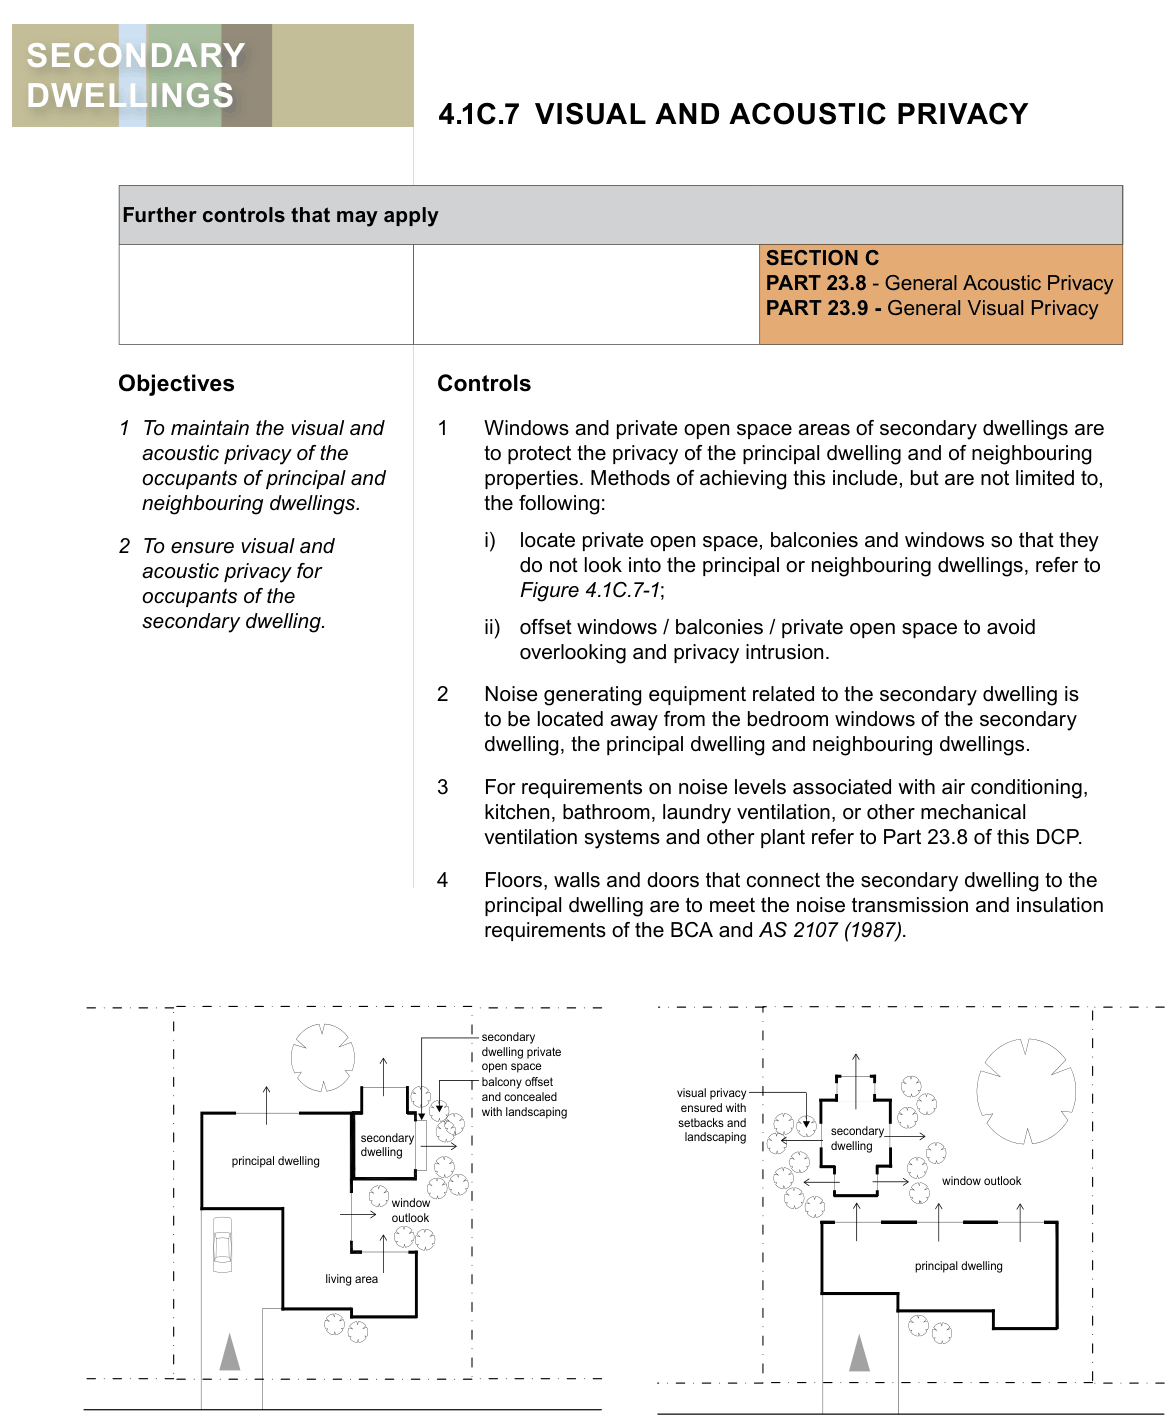 SECONDARY
DWELLINGS
4.1C.7 VISUAL AND ACOUSTIC PRIVACY
Further controls that may apply
SECTION C
PART 23.8 - General Acoustic Privacy
PART 23.9 - General Visual Privacy
Objectives
1 To maintain the visual and
acoustic privacy of the
occupants of principal and
neighbouring dwellings.
2 To ensure visual and
acoustic privacy for
occupants of the
secondary dwelling.
Controls
1 Windows and private open space areas of secondary dwellings are
to protect the privacy of the principal dwelling and of neighbouring
properties. Methods of achieving this include, but are not limited to,
the following:
i) locate private open space, balconies and windows so that they
do not look into the principal or neighbouring dwellings, refer to
Figure 4.1C.7-1;
ii) offset windows / balconies / private open space to avoid
overlooking and privacy intrusion.
2 Noise generating equipment related to the secondary dwelling is
to be located away from the bedroom windows of the secondary
dwelling, the principal dwelling and neighbouring dwellings.
3 For requirements on noise levels associated with air conditioning,
kitchen, bathroom, laundry ventilation, or other mechanical
ventilation systems and other plant refer to Part 23.8 of this DCP.
4 Floors, walls and doors that connect the secondary dwelling to the
principal dwelling are to meet the noise transmission and insulation
requirements of the BCA and AS 2107 (1987).
secondary
dwelling private
open space
balcony offset
and concealed
with landscaping
secondary
dwelling
principal dwelling
window
outlook
living area
visual privacy
ensured with
setbacks and
landscaping
secondary
dwelling
window outlook
principal dwelling